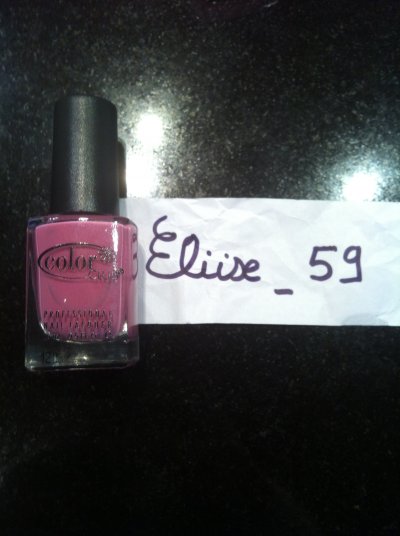 color
Club
PROFESSIONAL
NAIL LACQUER
Eliise_59